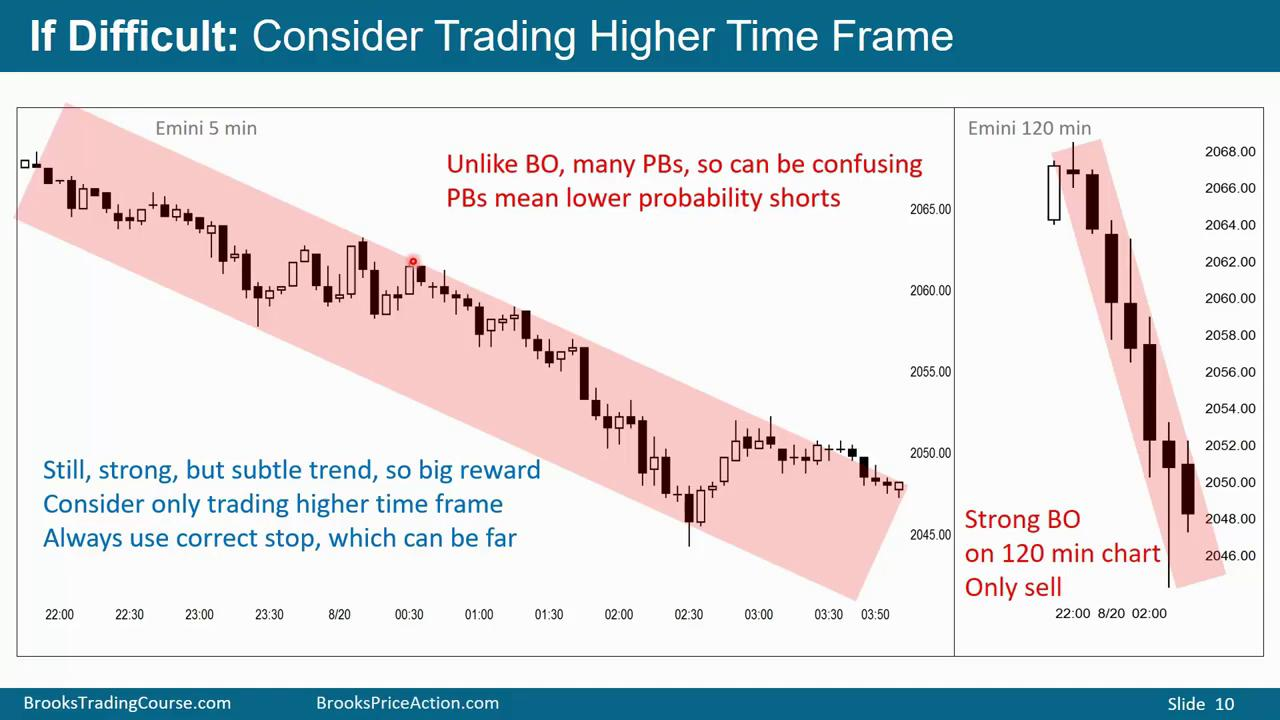 If Difficult: Consider Trading Higher Time Frame
Emini 5 min
Unlike BO, many PBs, so can be confusing
PBs mean lower probability shorts
2065.00
2060.00
2055.00
2050.00
2045.00
Still, strong, but subtle trend, so big reward
Consider only trading higher time frame
Always use correct stop, which can be far
22:00 22:30 23:00 23:30 8/20 00:30 01:00 01:30 02:00 02:30 03:00 03:30 03:50
Emini 120 min
2068.00
2066.00
2064.00
2062.00
2060.00
2058.00
2056.00
2054.00
2052.00
2050.00
2048.00
2046.00
Strong BO
on 120 min chart
Only sell
22:00 8/20 02:00
BrooksTradingCourse.com BrooksPriceAction.com Slide 10